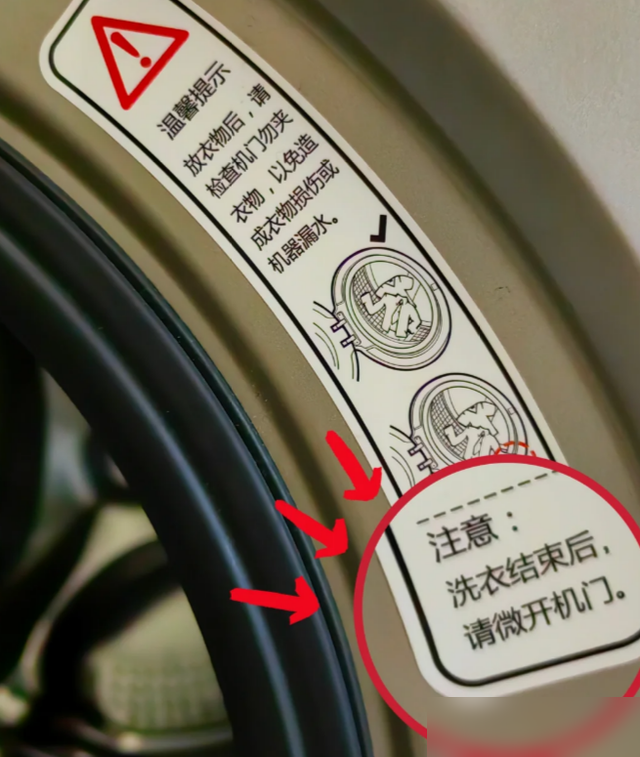 温馨提示
放衣物后，请
检查机门勿夹
衣物，以免造
成衣物损伤或
机器漏水。
注意：
洗衣结束后，
请微开机门。